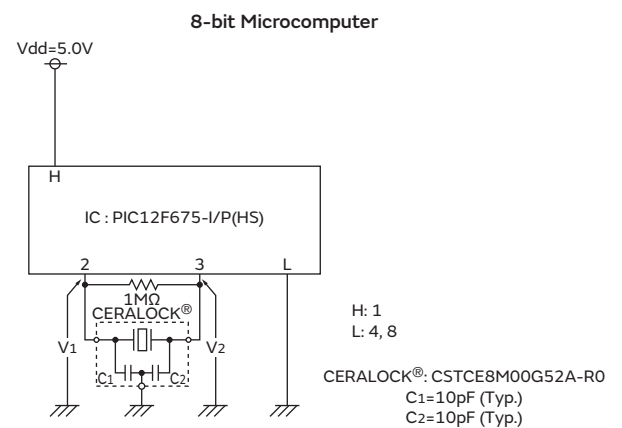 8-bit Microcomputer
Vdd=5.0V
H
IC : PIC12F675-I/P(HS)
2 3 L
1MΩ
CERALOCK®
V1 V2
C1 C2
H: 1
L: 4, 8
CERALOCK®: CSTCE8M00G52A-R0
C1=10pF (Typ.)
C2=10pF (Typ.)